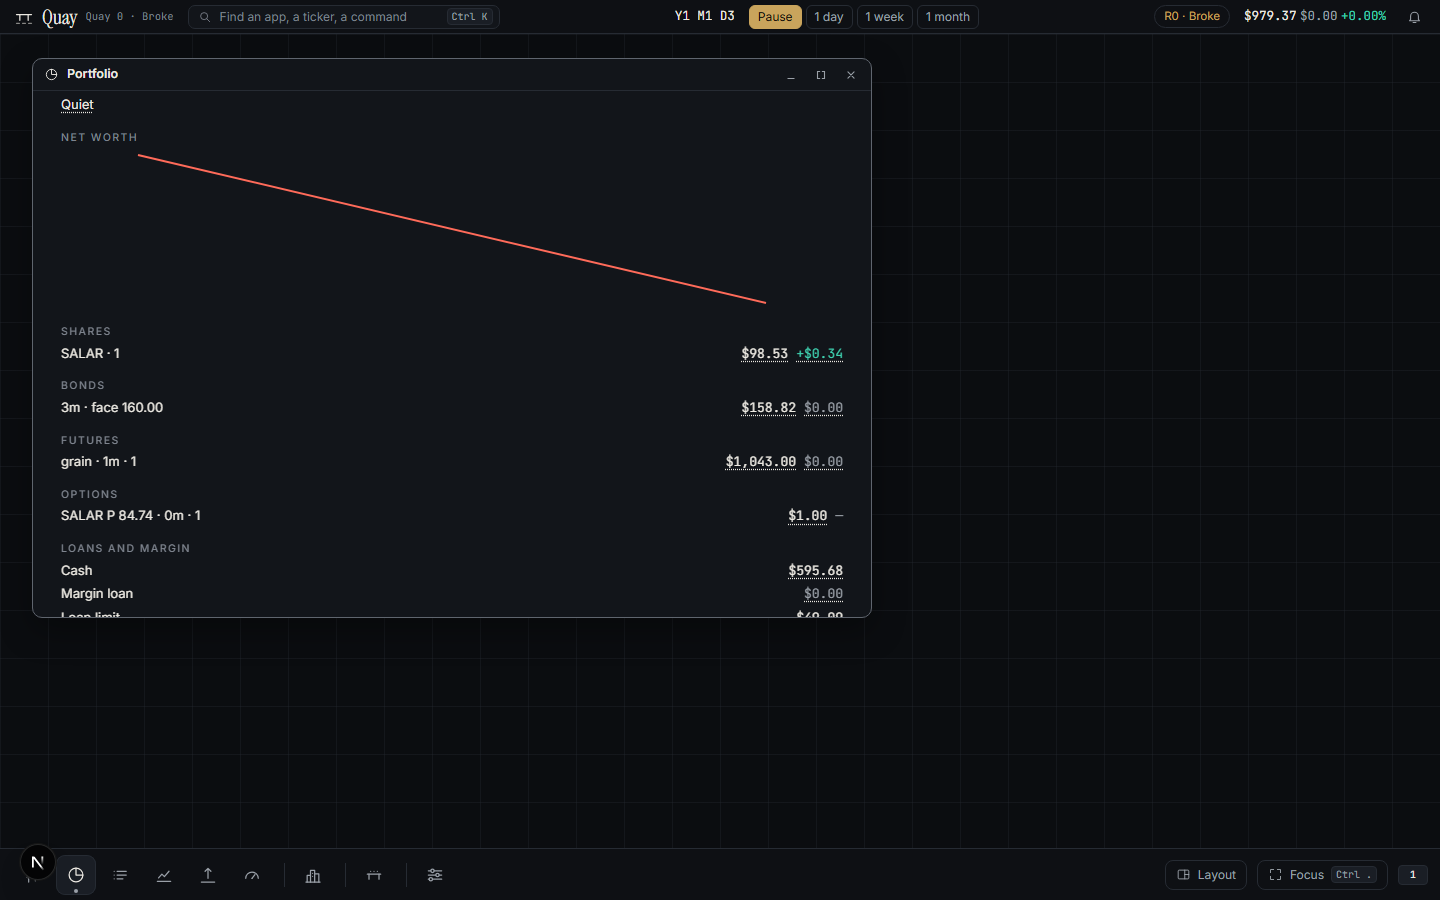 Quay Quay 0 · Broke Find an app, a ticker, a command Ctrl K Y1 M1 D3 Pause 1 day 1 week 1 month R0 · Broke $979.37 $0.00 +0.00%
Portfolio
Quiet
NET WORTH
SHARES
SALAR · 1 $98.53 +$0.34
BONDS
3m · face 160.00 $158.82 $0.00
FUTURES
grain · 1m · 1 $1,043.00 $0.00
OPTIONS
SALAR P 84.74 · 0m · 1 $1.00 —
LOANS AND MARGIN
Cash $595.68
Margin loan $0.00
Loan limit
N Layout Focus Ctrl . 1